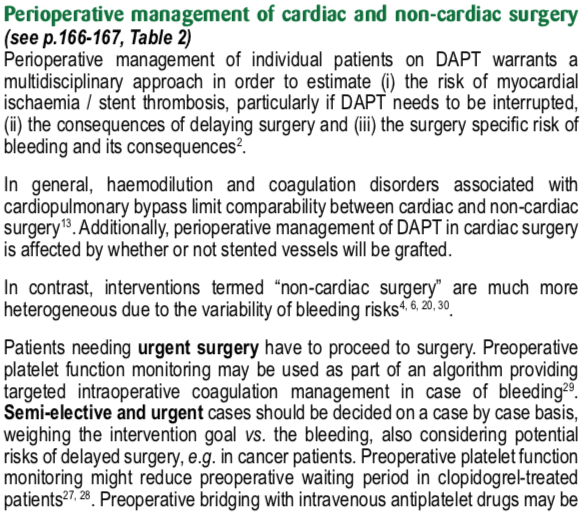 Perioperative management of cardiac and non-cardiac surgery
(see p.166-167, Table 2)
Perioperative management of individual patients on DAPT warrants a
multidisciplinary approach in order to estimate (i) the risk of myocardial
ischaemia / stent thrombosis, particularly if DAPT needs to be interrupted,
(ii) the consequences of delaying surgery and (iii) the surgery specific risk of
bleeding and its consequences².
In general, haemodilution and coagulation disorders associated with
cardiopulmonary bypass limit comparability between cardiac and non-cardiac
surgery¹³. Additionally, perioperative management of DAPT in cardiac surgery
is affected by whether or not stented vessels will be grafted.
In contrast, interventions termed “non-cardiac surgery” are much more
heterogeneous due to the variability of bleeding risks⁴, ⁶, ²⁰, ³⁰.
Patients needing urgent surgery have to proceed to surgery. Preoperative
platelet function monitoring may be used as part of an algorithm providing
targeted intraoperative coagulation management in case of bleeding²⁹.
Semi-elective and urgent cases should be decided on a case by case basis,
weighing the intervention goal vs. the bleeding, also considering potential
risks of delayed surgery, e.g. in cancer patients. Preoperative platelet function
monitoring might reduce preoperative waiting period in clopidogrel-treated
patients²⁷, ²⁸. Preoperative bridging with intravenous antiplatelet drugs may be